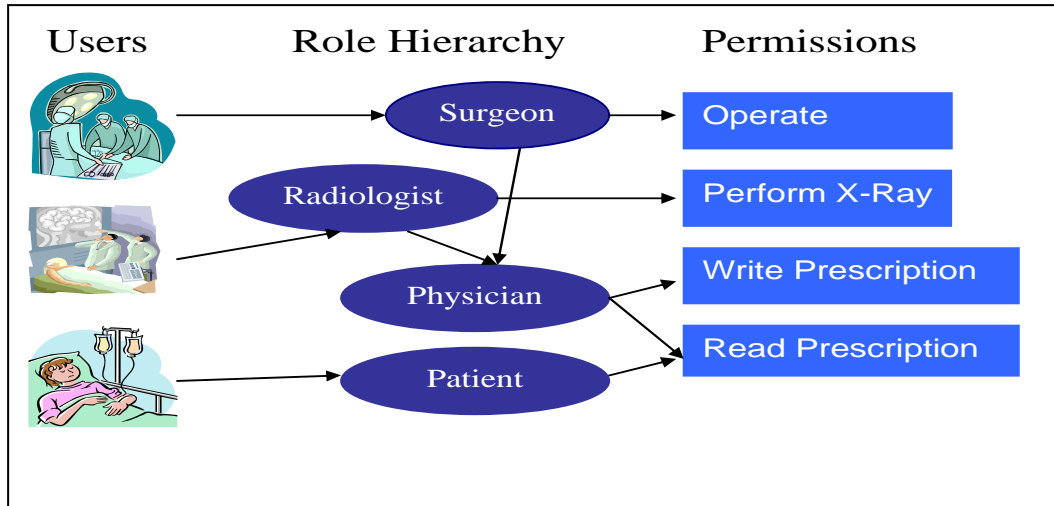 Users
Role Hierarchy
Permissions
Surgeon
Operate
Radiologist
Perform X-Ray
Physician
Write Prescription
Read Prescription
Patient